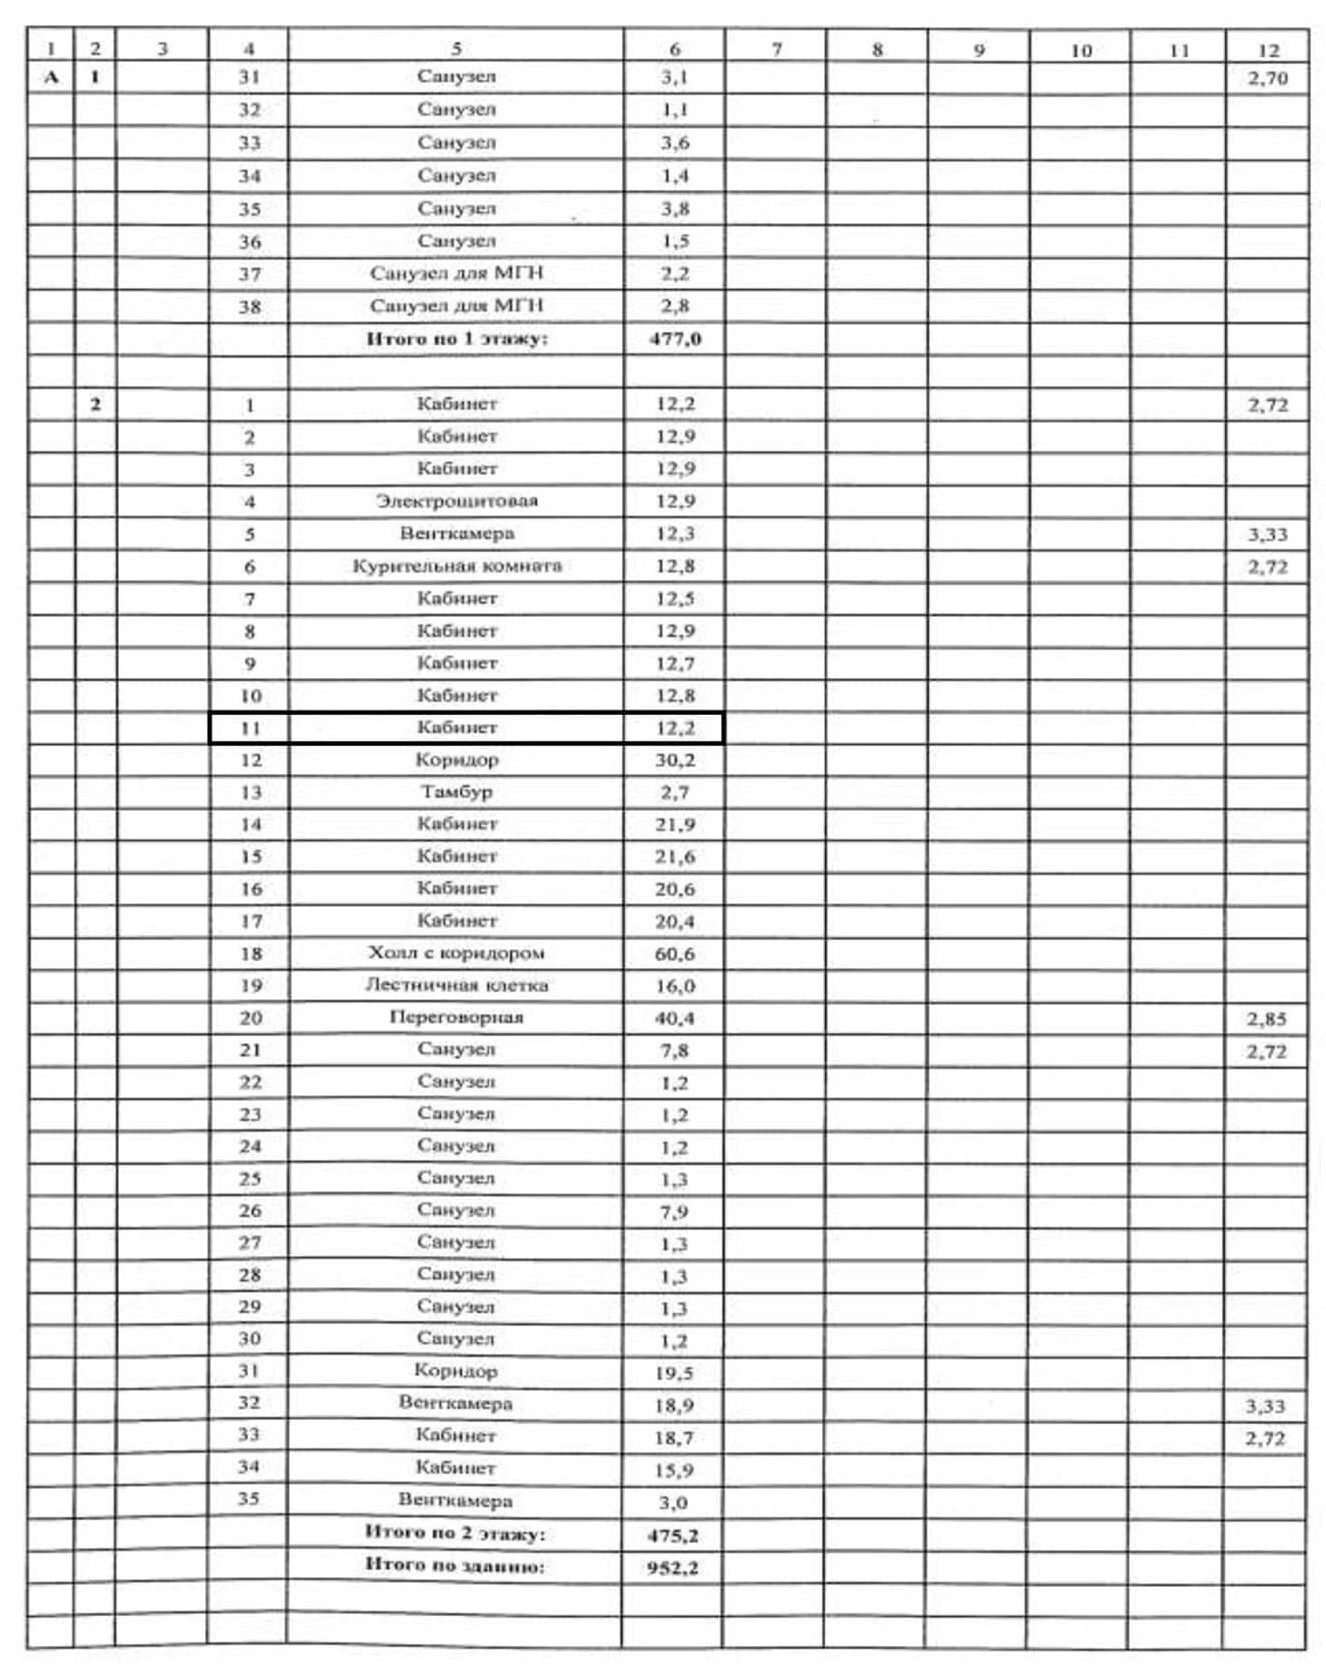 1 2 3 4 5 6 7 8 9 10 11 12
А 1 31 Санузел 3,1 2,70
32 Санузел 1,1
33 Санузел 3,6
34 Санузел 1,4
35 Санузел 3,8
36 Санузел 1,5
37 Санузел для МГН 2,2
38 Санузел для МГН 2,8
Итого по 1 этажу: 477,0
2 1 Кабинет 12,2 2,72
2 Кабинет 12,9
3 Кабинет 12,9
4 Электрощитовая 12,9
5 Венткамера 12,3 3,33
6 Курительная комната 12,8 2,72
7 Кабинет 12,5
8 Кабинет 12,9
9 Кабинет 12,7
10 Кабинет 12,8
11 Кабинет 12,2
12 Коридор 30,2
13 Тамбур 2,7
14 Кабинет 21,9
15 Кабинет 21,6
16 Кабинет 20,6
17 Кабинет 20,4
18 Холл с коридором 60,6
19 Лестничная клетка 16,0
20 Переговорная 40,4 2,85
21 Санузел 7,8 2,72
22 Санузел 1,2
23 Санузел 1,2
24 Санузел 1,2
25 Санузел 1,3
26 Санузел 7,9
27 Санузел 1,3
28 Санузел 1,3
29 Санузел 1,3
30 Санузел 1,2
31 Коридор 19,5
32 Венткамера 18,9 3,33
33 Кабинет 18,7 2,72
34 Кабинет 15,9
35 Венткамера 3,0
Итого по 2 этажу: 475,2
Итого по зданию: 952,2